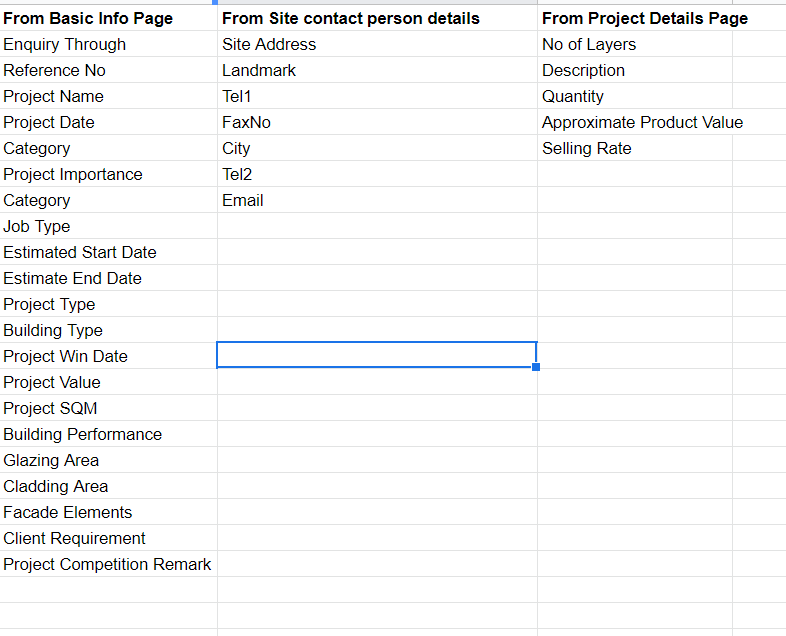 From Basic Info Page From Site contact person details From Project Details Page
Enquiry Through Site Address No of Layers
Reference No Landmark Description
Project Name Tel1 Quantity
Project Date FaxNo Approximate Product Value
Category City Selling Rate
Project Importance Tel2
Category Email
Job Type
Estimated Start Date
Estimate End Date
Project Type
Building Type
Project Win Date
Project Value
Project SQM
Building Performance
Glazing Area
Cladding Area
Facade Elements
Client Requirement
Project Competition Remark